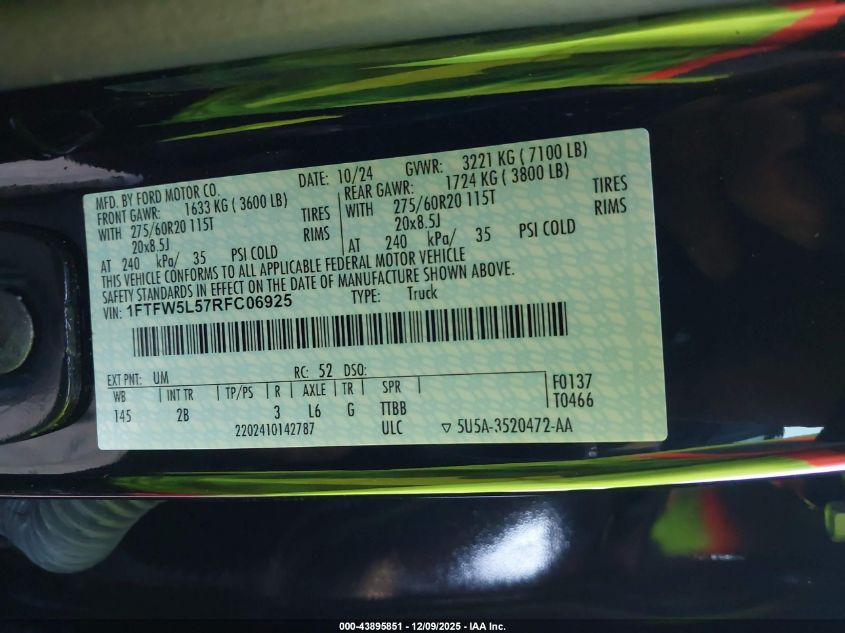 MFD. BY FORD MOTOR CO. DATE: 10/24 GVWR: 3221 KG ( 7100 LB)
FRONT GAWR: 1633 KG ( 3600 LB) REAR GAWR: 1724 KG ( 3800 LB)
WITH 275/60R20 115T TIRES WITH 275/60R20 115T TIRES
20x8.5J RIMS 20x8.5J RIMS
AT 240 kPa/ 35 PSI COLD AT 240 kPa/ 35 PSI COLD
THIS VEHICLE CONFORMS TO ALL APPLICABLE FEDERAL MOTOR VEHICLE
SAFETY STANDARDS IN EFFECT ON THE DATE OF MANUFACTURE SHOWN ABOVE.
VIN: 1FTFW5L57RFC06925 TYPE: Truck
EXT PNT: UM RC: 52 DSO:
WB INT TR TP/PS R AXLE TR SPR F0137
145 2B 3 L6 G TTBB T0466
2202410142787 ULC ▽ 5U5A-3520472-AA
000-43895851 - 12/09/2025 - IAA Inc.